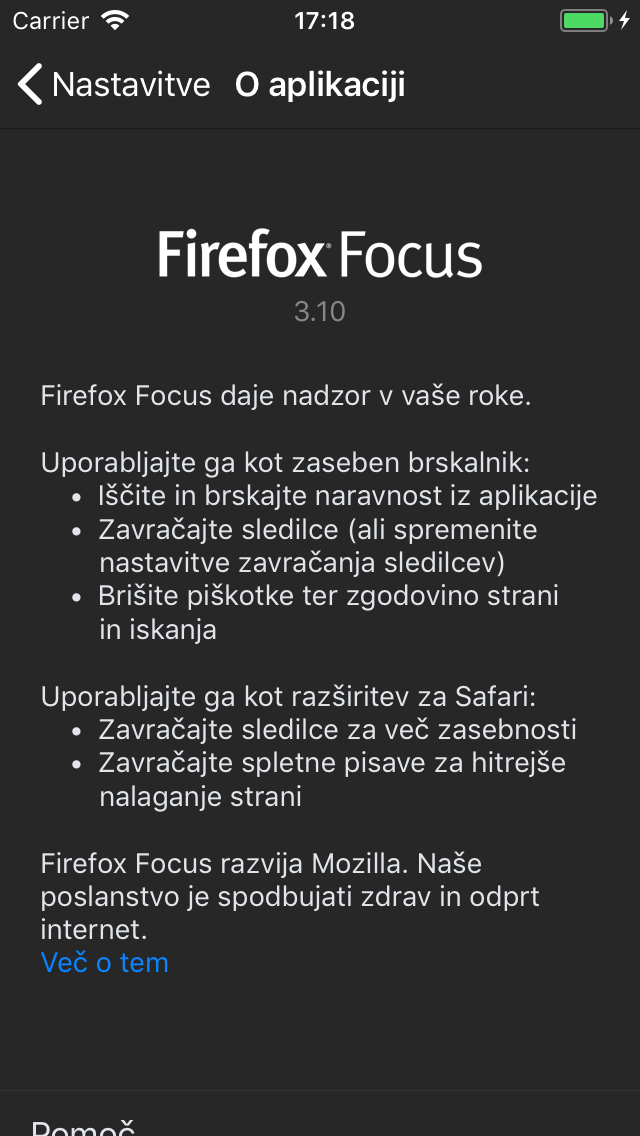 Carrier 17:18
Nastavitve O aplikaciji
Firefox Focus
3.10
Firefox Focus daje nadzor v vaše roke.
Uporabljajte ga kot zaseben brskalnik:
• Iščite in brskajte naravnost iz aplikacije
• Zavračajte sledilce (ali spremenite
nastavitve zavračanja sledilcev)
• Brišite piškotke ter zgodovino strani
in iskanja
Uporabljajte ga kot razširitev za Safari:
• Zavračajte sledilce za več zasebnosti
• Zavračajte spletne pisave za hitrejše
nalaganje strani
Firefox Focus razvija Mozilla. Naše
poslanstvo je spodbujati zdrav in odprt
internet.
Več o tem
Pomoč